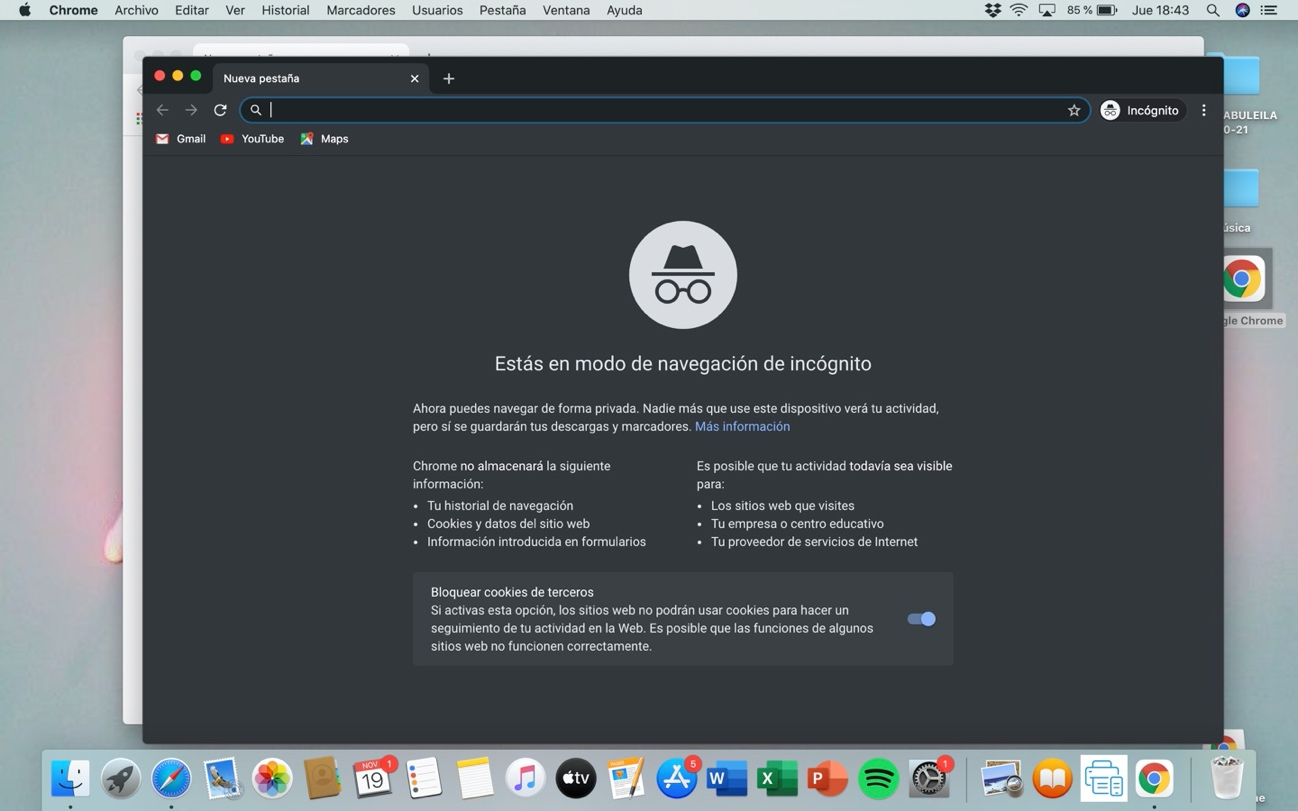 Chrome Archivo Editar Ver Historial Marcadores Usuarios Pestaña Ventana Ayuda 85 % Jue 18:43
Nueva pestaña
Incógnito
Gmail YouTube Maps
ABULEILA
0-21
úsica
gle Chrome
Estás en modo de navegación de incógnito
Ahora puedes navegar de forma privada. Nadie más que use este dispositivo verá tu actividad,
pero sí se guardarán tus descargas y marcadores. Más información
Chrome no almacenará la siguiente
información:
• Tu historial de navegación
• Cookies y datos del sitio web
• Información introducida en formularios
Es posible que tu actividad todavía sea visible
para:
• Los sitios web que visites
• Tu empresa o centro educativo
• Tu proveedor de servicios de Internet
Bloquear cookies de terceros
Si activas esta opción, los sitios web no podrán usar cookies para hacer un
seguimiento de tu actividad en la Web. Es posible que las funciones de algunos
sitios web no funcionen correctamente.
NOV
19
1
tv
5
W
X
P
1